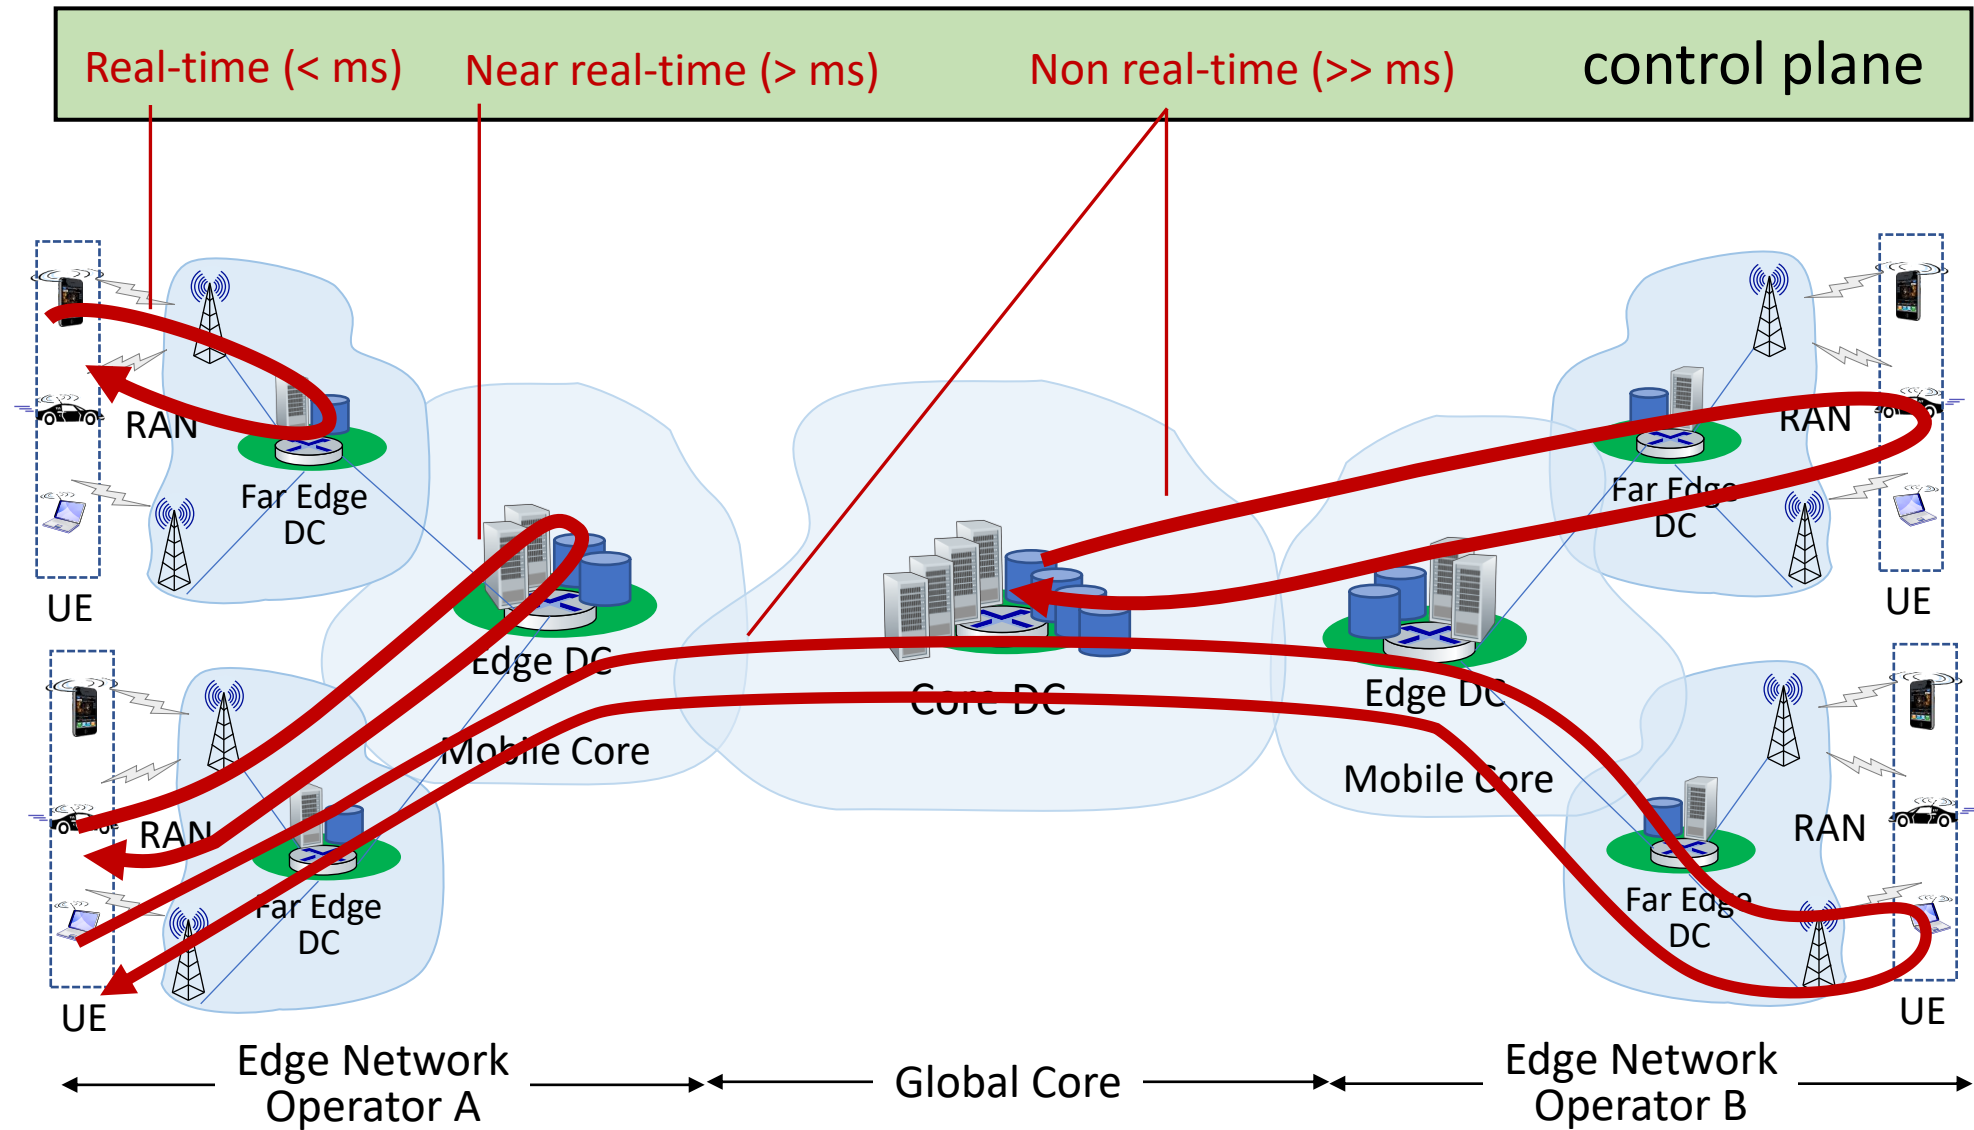 Real-time (< ms)
Near real-time (> ms)
Non real-time (>> ms)
control plane
RAN
Far Edge
DC
UE
RAN
Far Edge
DC
UE
Edge DC
Mobile Core
Core DC
Edge DC
Mobile Core
RAN
Far Edge
DC
UE
RAN
Far Edge
DC
UE
Edge Network
Operator A
Global Core
Edge Network
Operator B